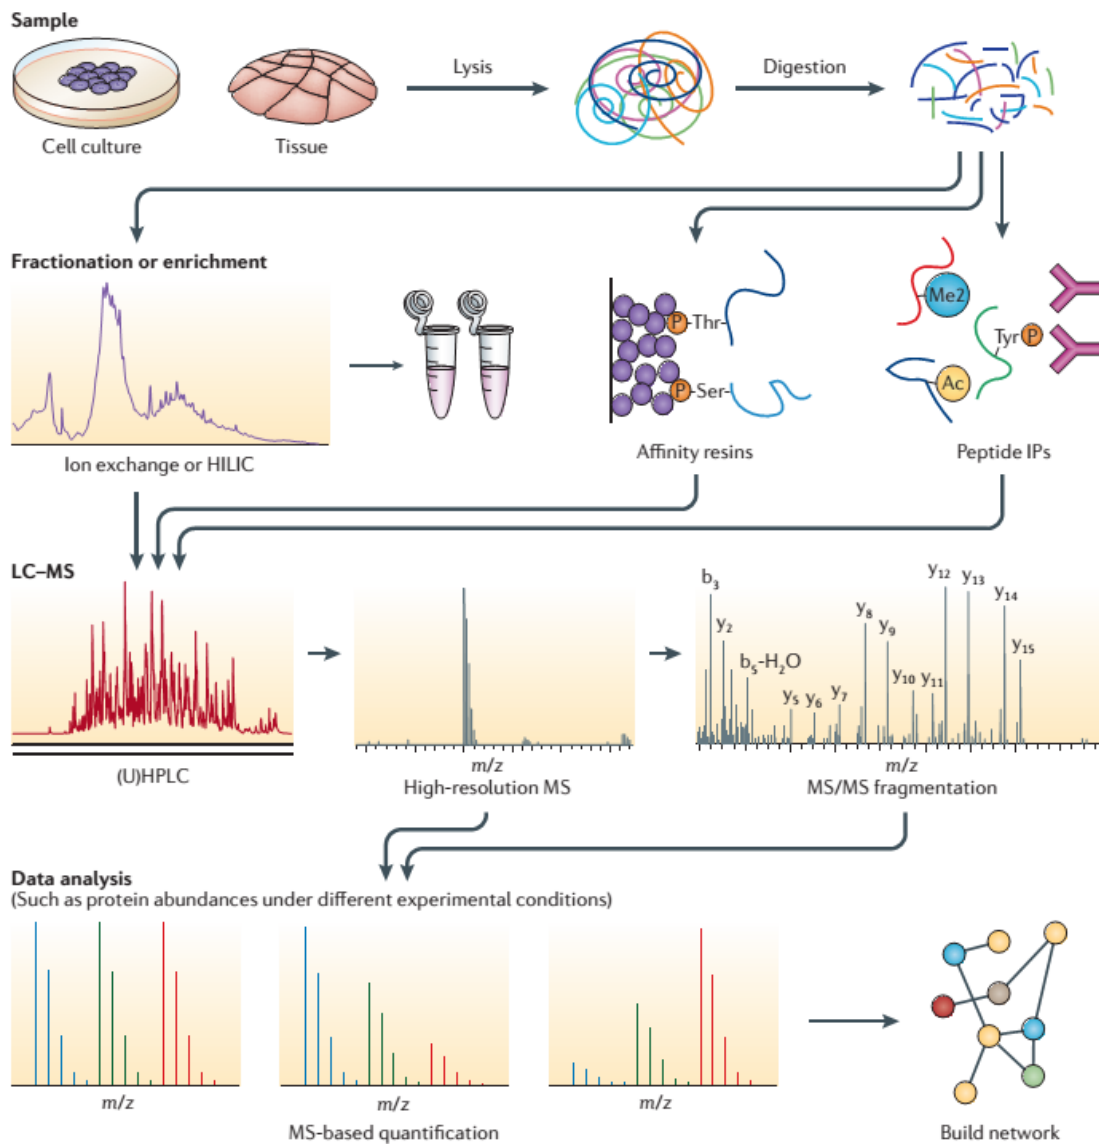 Sample
Lysis
Digestion
Cell culture
Tissue
Fractionation or enrichment
Me2
P-Thr-
Tyr P
Ac
P-Ser-
Ion exchange or HILIC
Affinity resins
Peptide IPs
LC–MS
b3
y2
b5-H2O
y5
y6
y7
y8
y9
y10
y11
y12
y13
y14
y15
(U)HPLC
m/z
High-resolution MS
m/z
MS/MS fragmentation
Data analysis
(Such as protein abundances under different experimental conditions)
m/z
m/z
m/z
MS-based quantification
Build network